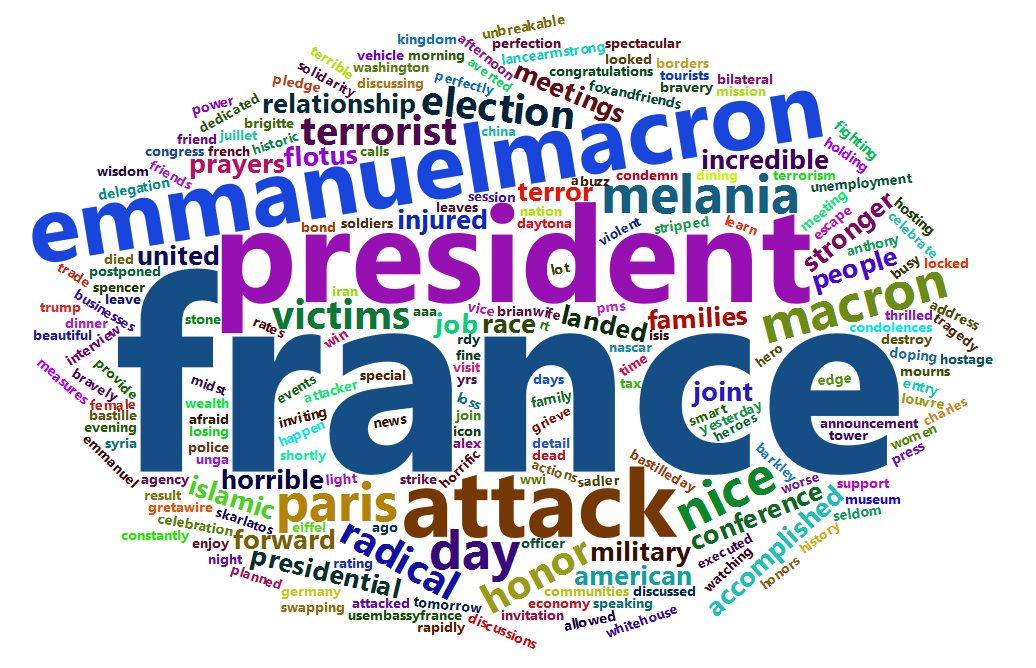 unbreakable
kingdom
afternoon
perfection
spectacular
vehicle
morning
lancearmstrong
looked
borders
terrible
solidarity
washington
averted
congratulations
tourists
bilateral
pledge
discussing
perfectly
meetings
foxandfriends
bravery
mission
power
dedicated
relationship
election
emmanuelmacron
brigitte
terrorist
china
fighting
friend
juillet
historic
holding
congress
french
prayers
flotus
calls
incredible
wisdom
friends
abuzz
condemn
dining
terrorism
delegation
session
terror
melania
unemployment
leaves
nation
meeting
hosting
bond
soldiers
injured
daytona
violent
stripped
learn
escape
stronger
celebrate
president
died
united
anthony
trade
postponed
lot
people
busy
locked
spencer
iran
businesses
leave
victims
aaa
vice
brianwife
pms
families
macron
thrilled
address
trump
stone
job
race
rt
landed
isis
condolences
tragedy
dinner
rates
win
beautiful
interview
rdy
nascar
hero
destroy
france
fine
time
doping
hostage
measures
provide
midst
events
special
visit
mourns
bravely
attacker
yrs
days
tax
joint
edge
entry
female
wealth
loss
family
smart
louvre
bastille
afraid
inviting
news
join
grieve
yesterday
charles
evening
losing
happen
icon
heroes
announcement
syria
police
alex
detail
tower
women
emmanuel
unga
shortly
horrific
dead
bastilleday
barkley
press
agency
horrible
light
strike
wwi
actions
sadler
worse
support
result
islamic
paris
attack
nice
museum
gretawire
skarlatos
conference
accomplished
seldom
celebration
eiffel
radical
ago
history
constantly
enjoy
forward
day
officer
military
executed
night
presidential
rating
honor
american
watching
honors
planned
germany
communities
discussed
swapping
attacked
tomorrow
economy
speaking
usembassyfrance
discussions
invitation
allowed
whitehouse
rapidly